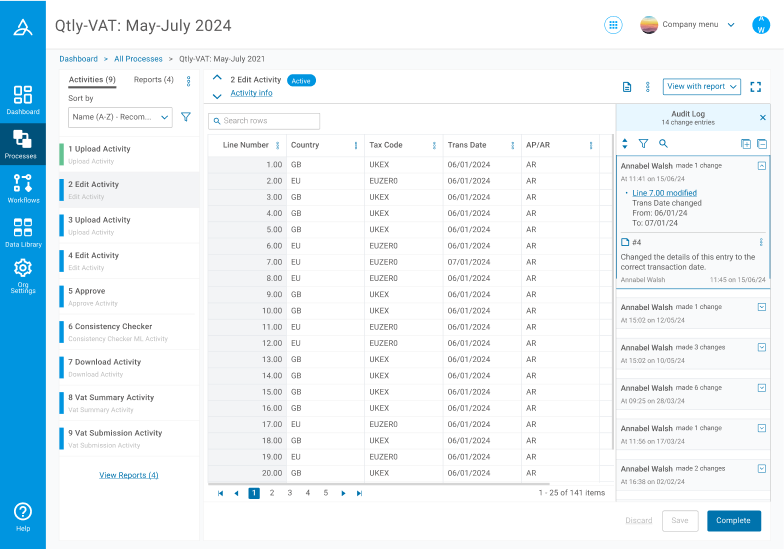 Qtly-VAT: May-July 2024
Company menu
A
W
Dashboard > All Processes > Qtly-VAT: May-July 2021
Dashboard
Processes
Workflows
Data Library
Org
Settings
Help
Activities (9)
Reports (4)
Sort by
Name (A-Z) - Recom...
1 Upload Activity
Upload Activity
2 Edit Activity
Edit Activity
3 Upload Activity
Upload Activity
4 Edit Activity
Edit Activity
5 Approve
Approve Activity
6 Consistency Checker
Consistency Checker ML Activity
7 Download Activity
Download Activity
8 Vat Summary Activity
Vat Summary Activity
9 Vat Submission Activity
Vat Submission Activity
View Reports (4)
2 Edit Activity
Active
Activity info
View with report
Search rows
Line Number Country Tax Code Trans Date AP/AR
1.00 GB UKEX 06/01/2024 AR
2.00 EU EUZER0 06/01/2024 AR
3.00 GB UKEX 06/01/2024 AR
4.00 GB UKEX 06/01/2024 AR
5.00 GB UKEX 06/01/2024 AR
6.00 EU EUZER0 06/01/2024 AR
7.00 EU EUZER0 07/01/2024 AR
8.00 EU EUZER0 06/01/2024 AR
9.00 GB UKEX 06/01/2024 AR
10.00 GB UKEX 06/01/2024 AR
11.00 EU EUZER0 06/01/2024 AR
12.00 EU EUZER0 06/01/2024 AR
13.00 GB UKEX 06/01/2024 AR
14.00 GB UKEX 06/01/2024 AR
15.00 GB UKEX 06/01/2024 AR
16.00 GB UKEX 06/01/2024 AR
17.00 EU EUZER0 06/01/2024 AR
18.00 GB UKEX 06/01/2024 AR
19.00 EU EUZER0 06/01/2024 AR
20.00 GB UKEX 06/01/2024 AR
1 2 3 4 5
1 - 25 of 141 items
Audit Log
14 change entries
Annabel Walsh made 1 change
At 11:41 on 15/06/24
Line 7.00 modified
Trans Date changed
From: 06/01/24
To: 07/01/24
#4
Changed the details of this entry to the
correct transaction date.
Annabel Walsh 11:45 on 15/06/24
Annabel Walsh made 1 change
At 15:02 on 12/05/24
Annabel Walsh made 3 changes
At 15:02 on 10/05/24
Annabel Walsh made 6 change
At 09:25 on 28/03/24
Annabel Walsh made 1 change
At 11:56 on 17/03/24
Annabel Walsh made 2 changes
At 16:38 on 02/02/24
Discard
Save
Complete